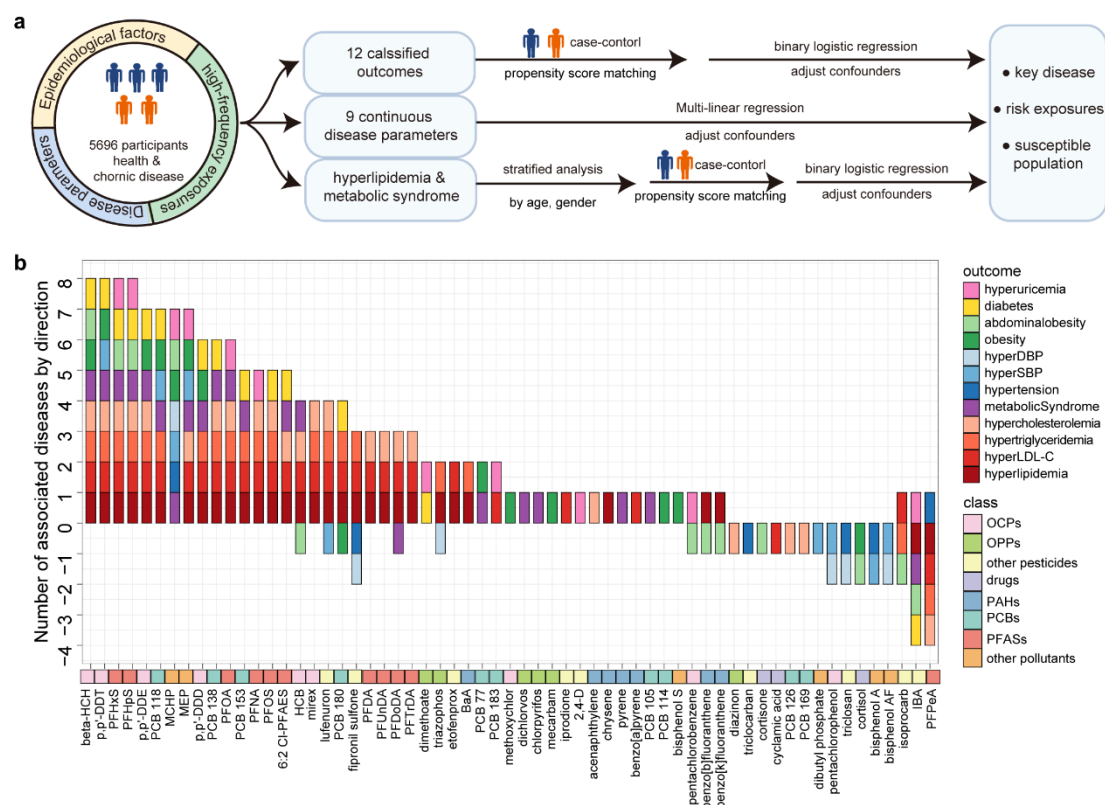 a
Epidemiological factors
high-frequency exposures
Disease parameters
5696 participants
health &
chornic disease
12 calssified
outcomes
case-contorl
propensity score matching
binary logistic regression
adjust confounders
9 continuous
disease parameters
Multi-linear regression
adjust confounders
hyperlipidemia &
metabolic syndrome
stratified analysis
by age, gender
case-contorl
propensity score matching
binary logistic regression
adjust confounders
• key disease
• risk exposures
• susceptible
population
b
Number of associated diseases by direction
8
7
6
5
4
3
2
1
0
−1
−2
−3
−4
beta-HCH
p,p'-DDT
PFHxS
PFHpS
p,p'-DDE
PCB 118
MCHP
MEP
p,p'-DDD
PCB 138
PFOA
PCB 153
PFNA
PFOS
6:2 Cl-PFAES
HCB
mirex
lufenuron
PCB 180
fipronil sulfone
PFDA
PFUnDA
PFDoDA
PFTrDA
dimethoate
triazophos
etofenprox
BaA
PCB 77
PCB 183
methoxychlor
dichlorvos
chlorpyrifos
mecarbam
iprodione
2,4-D
acenaphthylene
chrysene
pyrene
benzo[a]pyrene
PCB 105
PCB 114
bisphenol S
pentachlorobenzene
benzo[b]fluoranthene
benzo[k]fluoranthene
diazinon
triclocarban
cortisone
cyclamic acid
PCB 126
PCB 169
dibutyl phosphate
pentachlorophenol
triclosan
cortisol
bisphenol A
bisphenol AF
isoprocarb
IBA
PFPeA
outcome
hyperuricemia
diabetes
abdominalobesity
obesity
hyperDBP
hyperSBP
hypertension
metabolicSyndrome
hypercholesterolemia
hypertriglyceridemia
hyperLDL-C
hyperlipidemia
class
OCPs
OPPs
other pesticides
drugs
PAHs
PCBs
PFASs
other pollutants